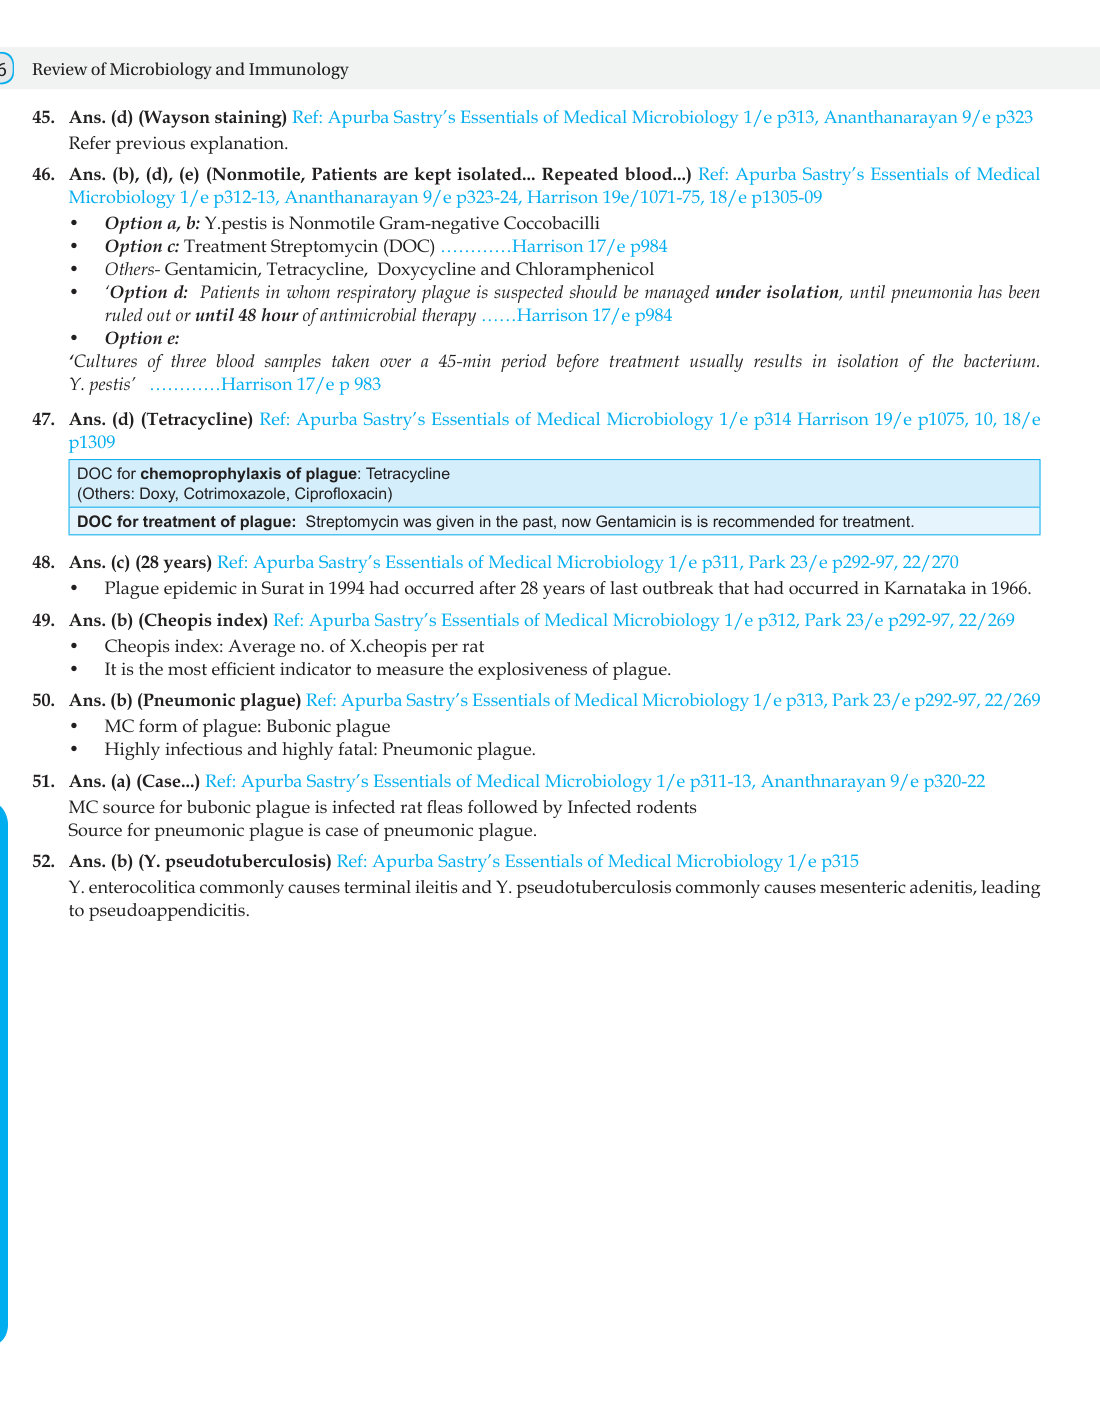 6 Review of Microbiology and Immunology
45. Ans. (d) (Wayson staining) Ref: Apurba Sastry's Essentials of Medical Microbiology 1/e p313, Ananthanarayan 9/e p323
Refer previous explanation.
46. Ans. (b), (d), (e) (Nonmotile, Patients are kept isolated... Repeated blood...) Ref: Apurba Sastry's Essentials of Medical
Microbiology 1/e p312-13, Ananthanarayan 9/e p323-24, Harrison 19e/1071-75, 18/e p1305-09
• Option a, b: Y.pestis is Nonmotile Gram-negative Coccobacilli
• Option c: Treatment Streptomycin (DOC) …………Harrison 17/e p984
• Others- Gentamicin, Tetracycline, Doxycycline and Chloramphenicol
• ‘Option d: Patients in whom respiratory plague is suspected should be managed under isolation, until pneumonia has been
ruled out or until 48 hour of antimicrobial therapy ……Harrison 17/e p984
• Option e:
‘Cultures of three blood samples taken over a 45-min period before treatment usually results in isolation of the bacterium.
Y. pestis’ …………Harrison 17/e p 983
47. Ans. (d) (Tetracycline) Ref: Apurba Sastry's Essentials of Medical Microbiology 1/e p314 Harrison 19/e p1075, 10, 18/e
p1309
DOC for chemoprophylaxis of plague: Tetracycline
(Others: Doxy, Cotrimoxazole, Ciprofloxacin)
DOC for treatment of plague: Streptomycin was given in the past, now Gentamicin is is recommended for treatment.
48. Ans. (c) (28 years) Ref: Apurba Sastry's Essentials of Medical Microbiology 1/e p311, Park 23/e p292-97, 22/270
• Plague epidemic in Surat in 1994 had occurred after 28 years of last outbreak that had occurred in Karnataka in 1966.
49. Ans. (b) (Cheopis index) Ref: Apurba Sastry's Essentials of Medical Microbiology 1/e p312, Park 23/e p292-97, 22/269
• Cheopis index: Average no. of X.cheopis per rat
• It is the most efficient indicator to measure the explosiveness of plague.
50. Ans. (b) (Pneumonic plague) Ref: Apurba Sastry's Essentials of Medical Microbiology 1/e p313, Park 23/e p292-97, 22/269
• MC form of plague: Bubonic plague
• Highly infectious and highly fatal: Pneumonic plague.
51. Ans. (a) (Case...) Ref: Apurba Sastry's Essentials of Medical Microbiology 1/e p311-13, Ananthnarayan 9/e p320-22
MC source for bubonic plague is infected rat fleas followed by Infected rodents
Source for pneumonic plague is case of pneumonic plague.
52. Ans. (b) (Y. pseudotuberculosis) Ref: Apurba Sastry's Essentials of Medical Microbiology 1/e p315
Y. enterocolitica commonly causes terminal ileitis and Y. pseudotuberculosis commonly causes mesenteric adenitis, leading
to pseudoappendicitis.